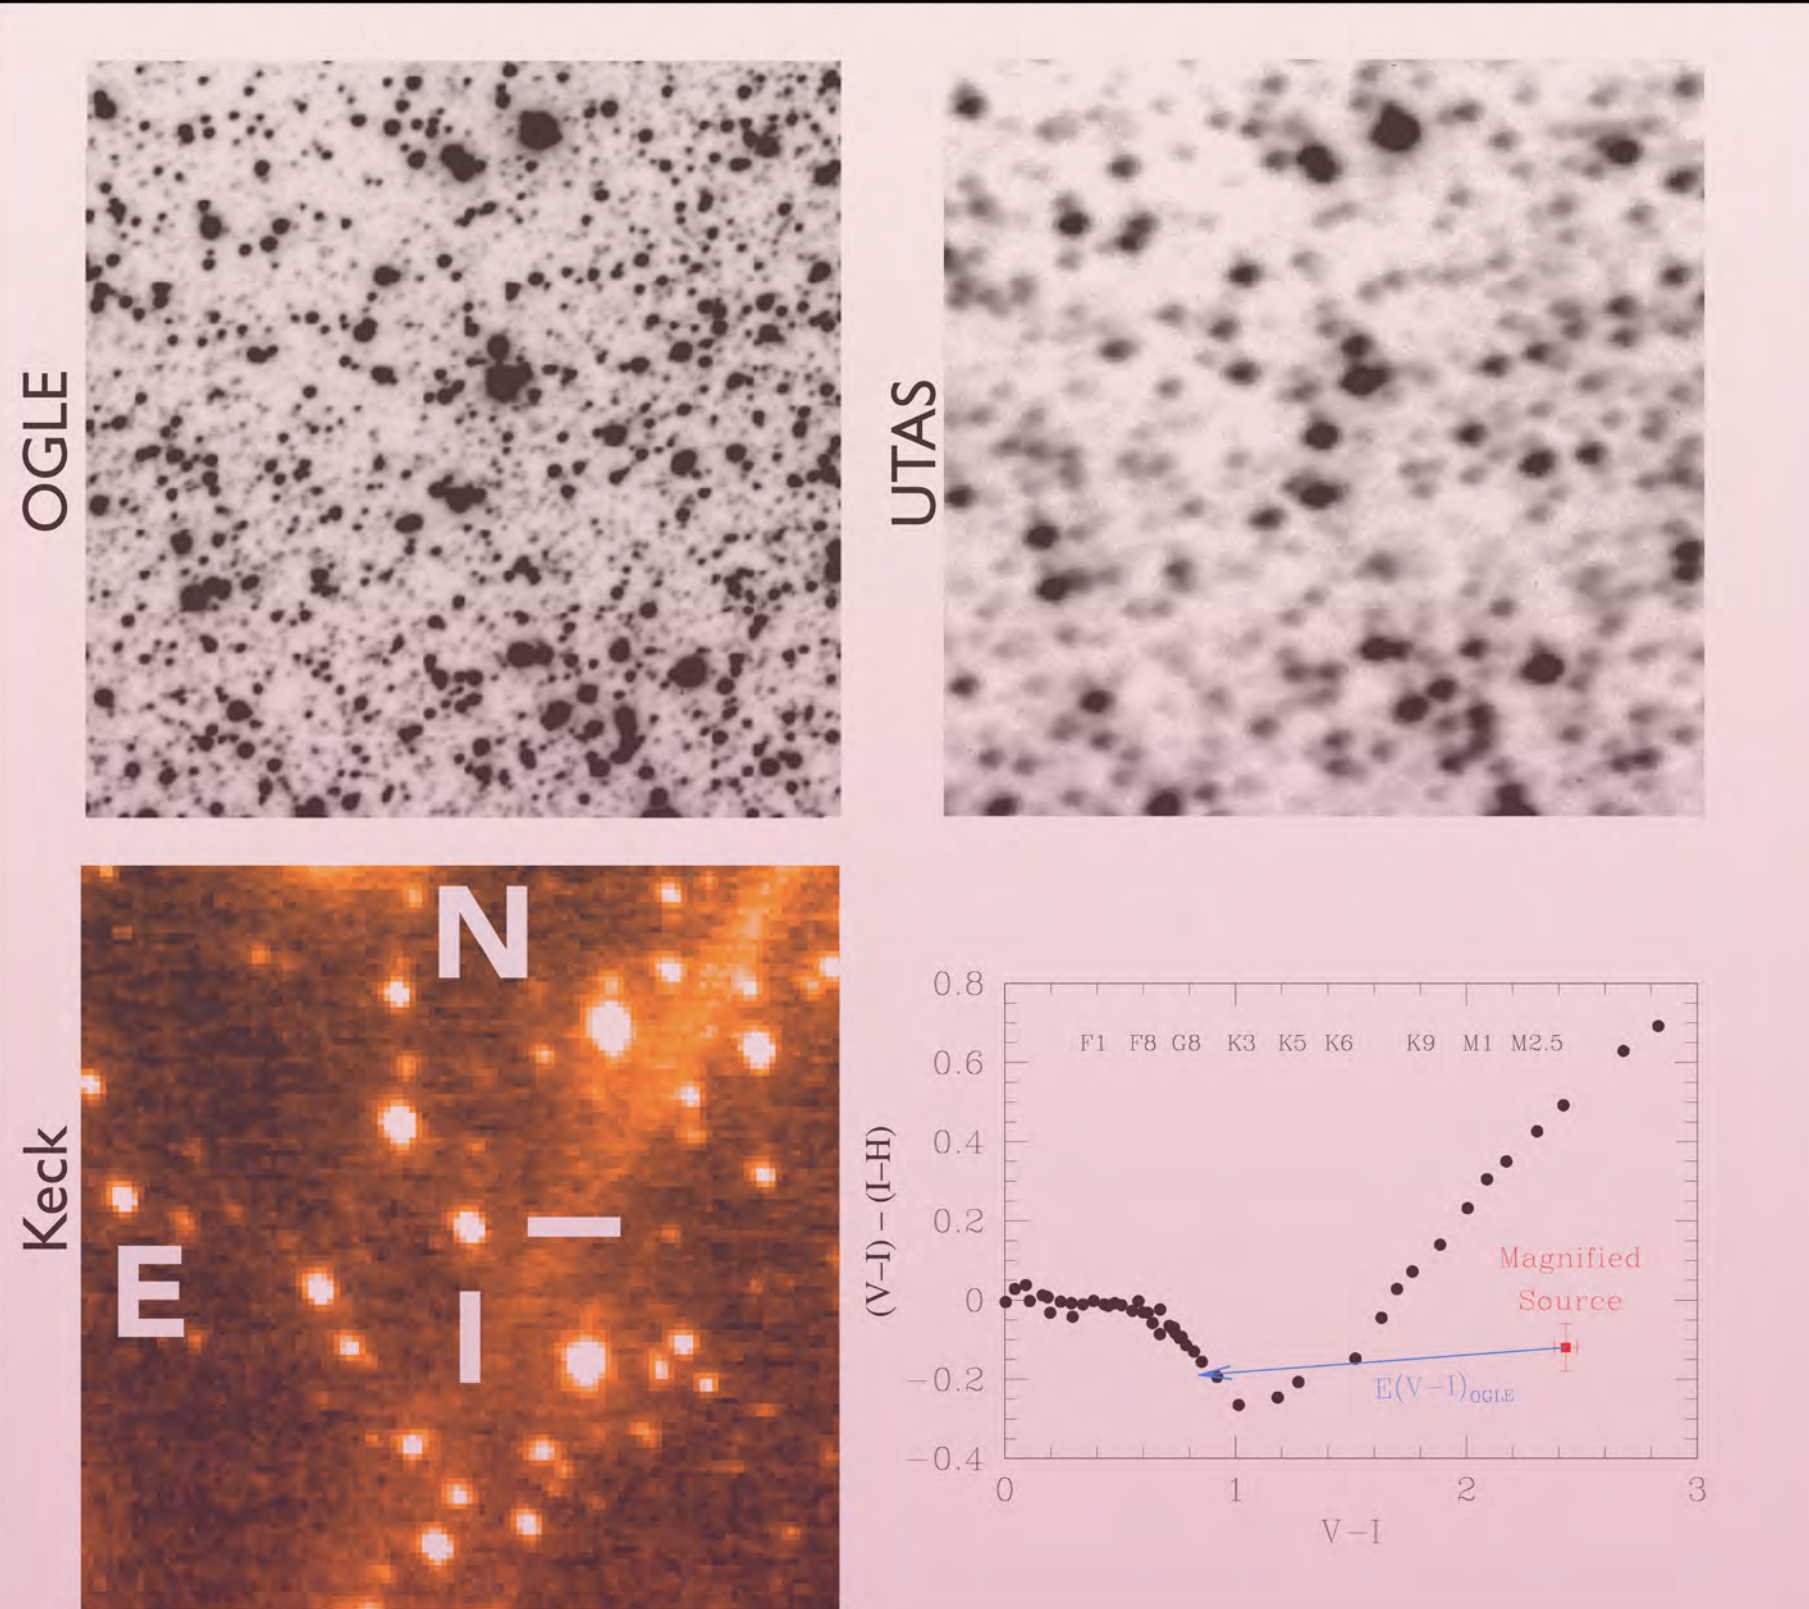 OGLE
UTAS
Keck
N
E
0.8
0.6
0.4
0.2
0
−0.2
−0.4
(V−I) − (I−H)
F1 F8 G8 K3 K5 K6 K9 M1 M2.5
Magnified
Source
E(V−I)OGLE
0 1 2 3
V−I